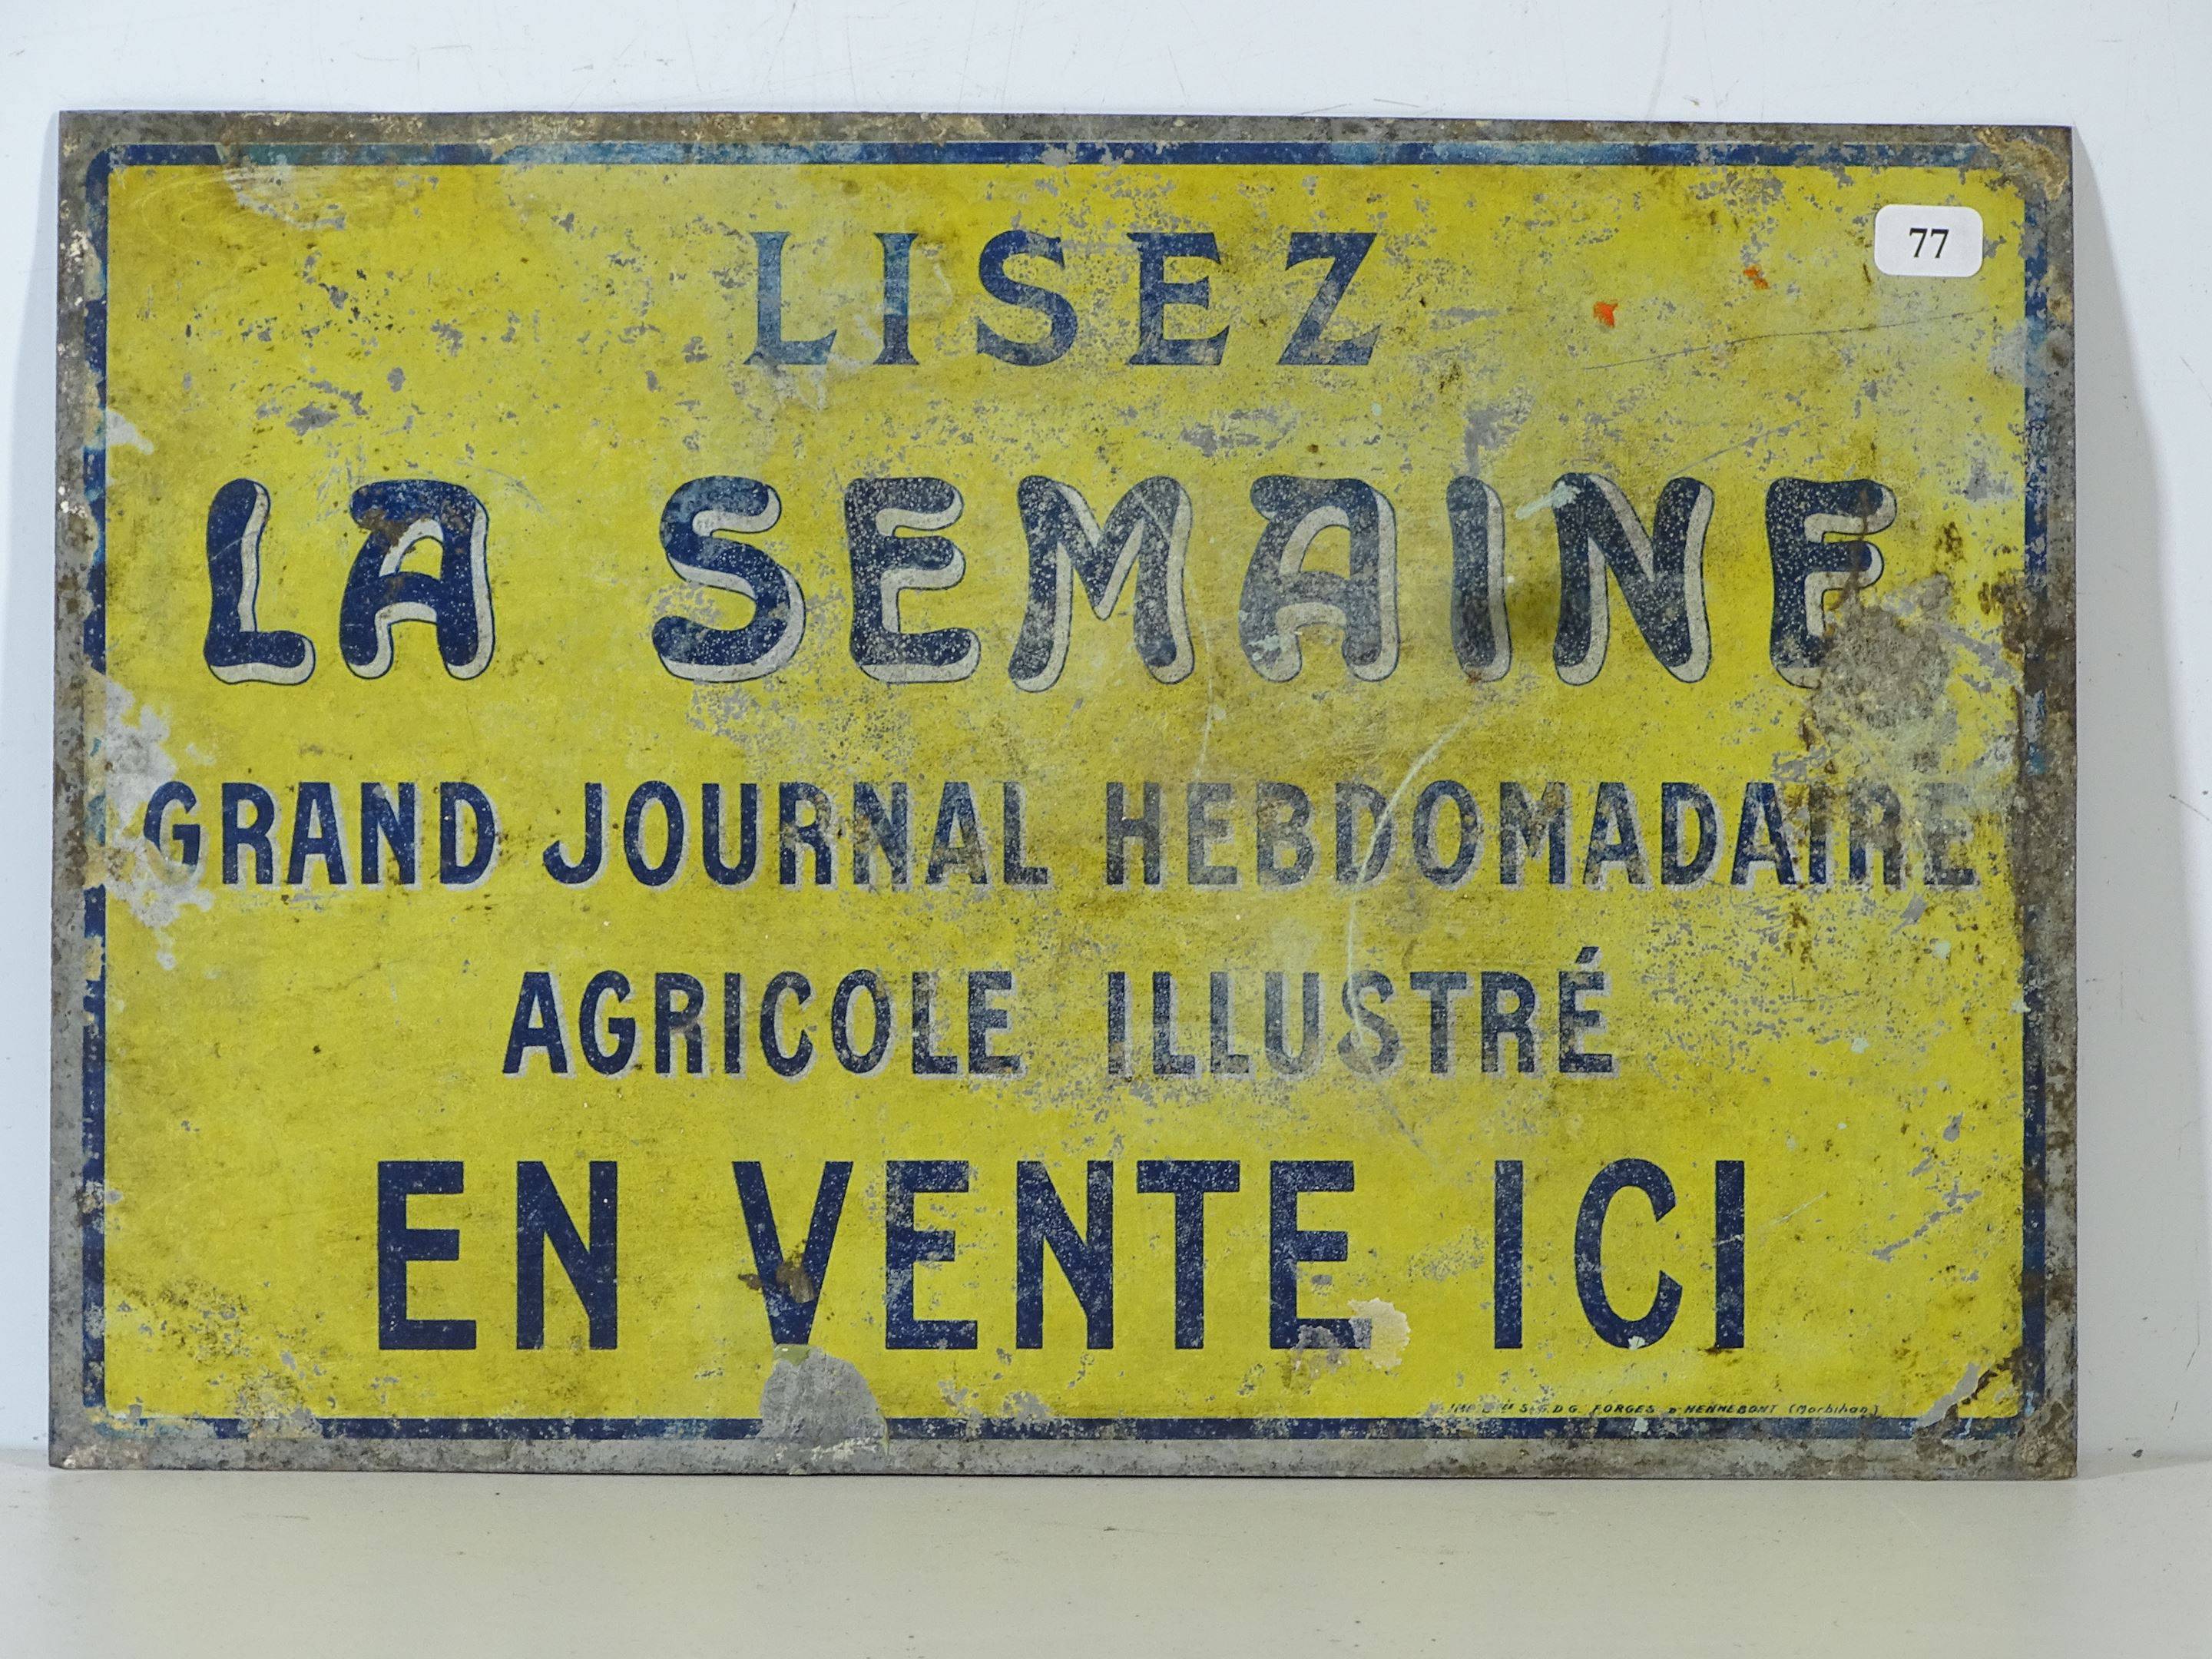 LISEZ
77
LA SEMAINE
GRAND JOURNAL HEBDOMADAIRE
AGRICOLE ILLUSTRÉ
EN VENTE ICI
S.G.D.G. FORGES D'HENNEBONT (Morbihan)